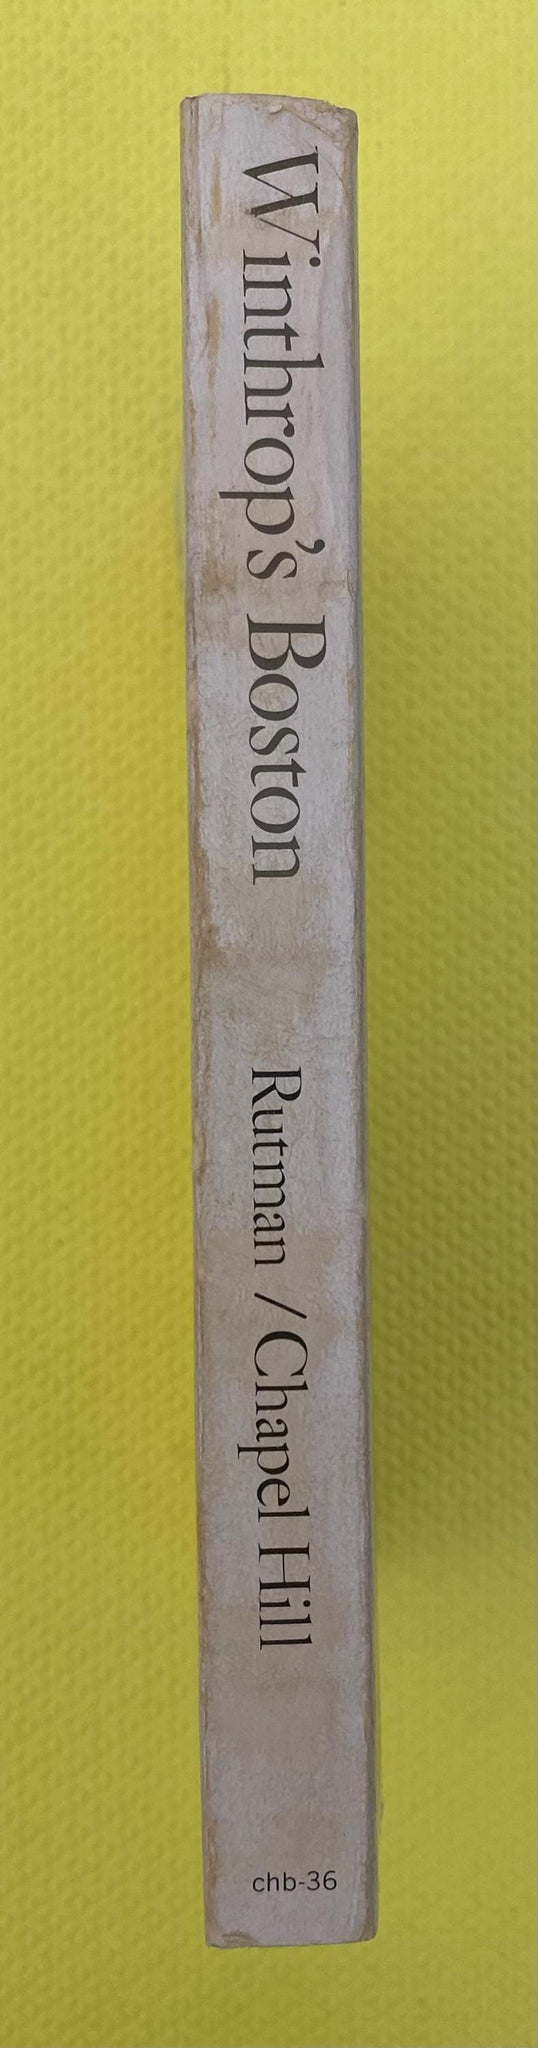 Winthrop's Boston
Rutman / Chapel Hill
chb-36